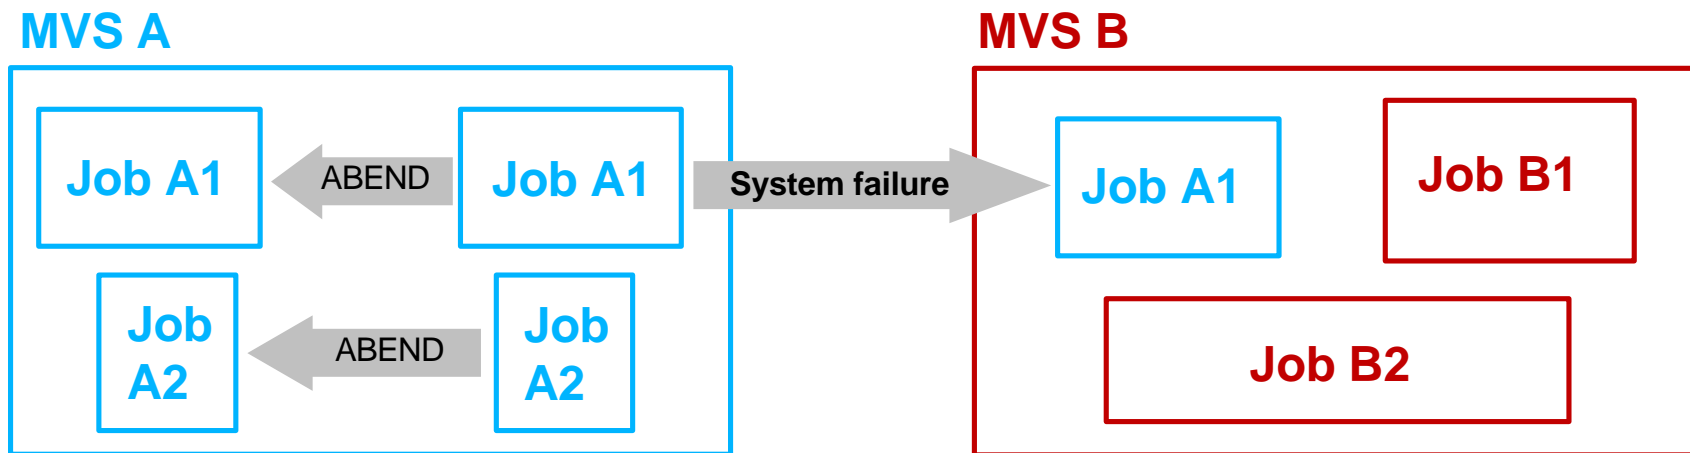 MVS A
MVS B
Job A1
ABEND
Job A1
System failure
Job A1
Job B1
Job
A2
ABEND
Job
A2
Job B2